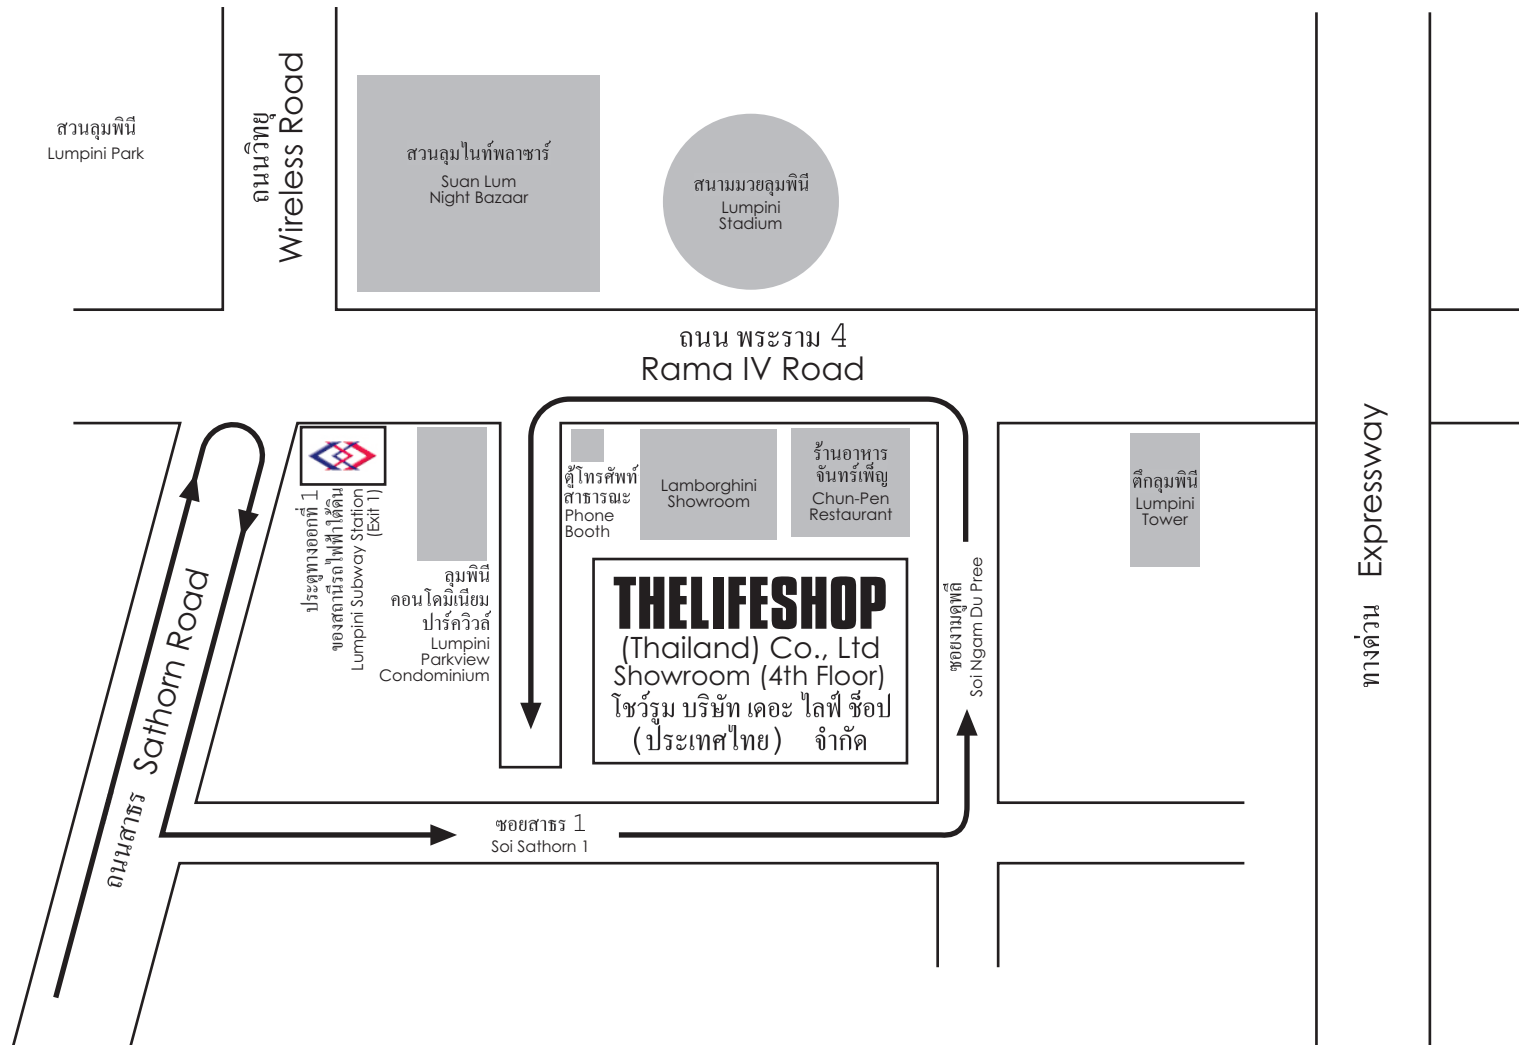 สวนลุมพินี
Lumpini Park
ถนนวิทยุ
Wireless Road
สวนลุมไนท์พลาซาร์
Suan Lum
Night Bazaar
สนามมวยลุมพินี
Lumpini
Stadium
ถนน พระราม 4
Rama IV Road
ทางด่วน Expressway
ถนนสาธร Sathorn Road
ประตูทางออกที่ 1
ของสถานีรถไฟฟ้าใต้ดิน
Lumpini Subway Station
(Exit 1)
ลุมพินี
คอนโดมิเนียม
ปาร์ควิวล์
Lumpini
Parkview
Condominium
ตู้โทรศัพท์
สาธารณะ
Phone
Booth
Lamborghini
Showroom
ร้านอาหาร
จันทร์เพ็ญ
Chun-Pen
Restaurant
ตึกลุมพินี
Lumpini
Tower
THELIFESHOP
(Thailand) Co., Ltd
Showroom (4th Floor)
โชว์รูม บริษัท เดอะ ไลฟ์ ช็อป
(ประเทศไทย) จำกัด
ซอยงามดูพลี
Soi Ngam Du Pree
ซอยสาธร 1
Soi Sathorn 1